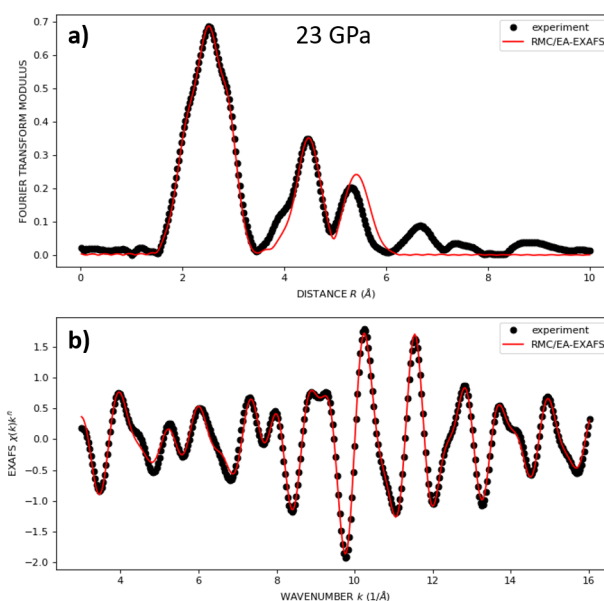 a)
23 GPa
experiment
RMC/EA-EXAFS
0.7
0.6
0.5
0.4
0.3
0.2
0.1
0.0
FOURIER TRANSFORM MODULUS
0 2 4 6 8 10
DISTANCE R (Å)
b)
experiment
RMC/EA-EXAFS
1.5
1.0
0.5
0.0
−0.5
−1.0
−1.5
−2.0
EXAFS χ(k)kⁿ
4 6 8 10 12 14 16
WAVENUMBER k (1/Å)